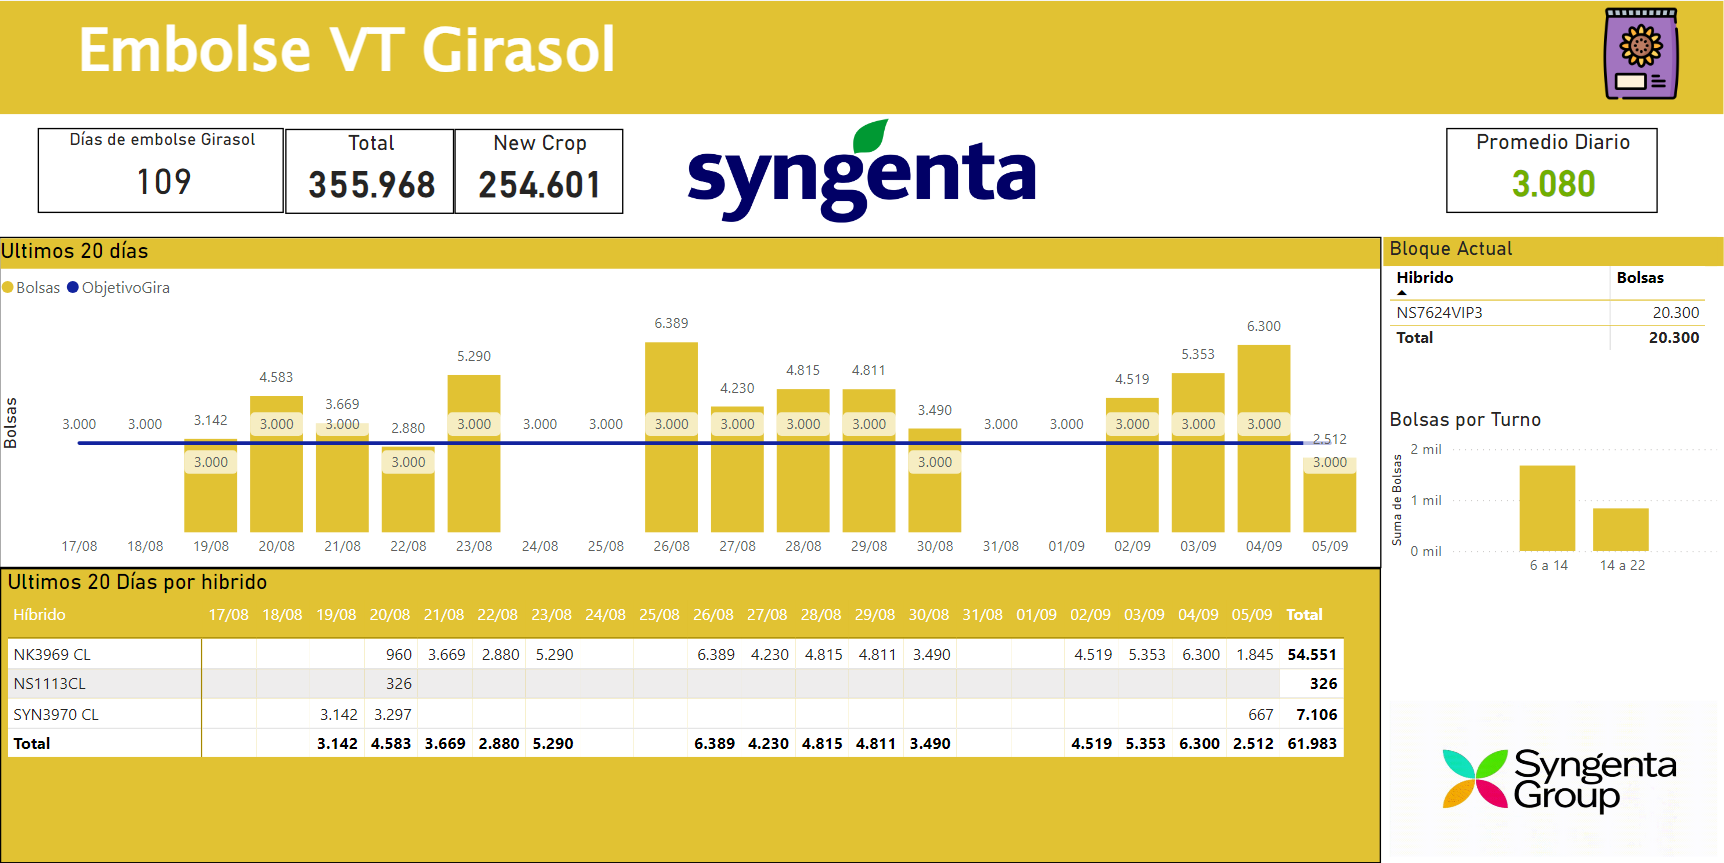 Embolse VT Girasol
Días de embolse Girasol
109
Total
355.968
New Crop
254.601
syngenta
Promedio Diario
3.080
Ultimos 20 días
Bolsas ObjetivoGira
Bolsas
6.389
6.300
5.290
5.353
4.583
4.815
4.811
4.519
4.230
3.669
3.490
3.142
2.880
2.512
3.000 3.000 3.000 3.000 3.000 3.000 3.000 3.000 3.000 3.000 3.000 3.000 3.000 3.000 3.000 3.000
3.000 3.000 3.000 3.000
17/08 18/08 19/08 20/08 21/08 22/08 23/08 24/08 25/08 26/08 27/08 28/08 29/08 30/08 31/08 01/09 02/09 03/09 04/09 05/09
Bloque Actual
Hibrido Bolsas
NS7624VIP3 20.300
Total 20.300
Bolsas por Turno
Suma de Bolsas
2 mil
1 mil
0 mil
6 a 14 14 a 22
Ultimos 20 Días por hibrido
Híbrido 17/08 18/08 19/08 20/08 21/08 22/08 23/08 24/08 25/08 26/08 27/08 28/08 29/08 30/08 31/08 01/09 02/09 03/09 04/09 05/09 Total
NK3969 CL 960 3.669 2.880 5.290 6.389 4.230 4.815 4.811 3.490 4.519 5.353 6.300 1.845 54.551
NS1113CL 326 326
SYN3970 CL 3.142 3.297 667 7.106
Total 3.142 4.583 3.669 2.880 5.290 6.389 4.230 4.815 4.811 3.490 4.519 5.353 6.300 2.512 61.983
Syngenta
Group